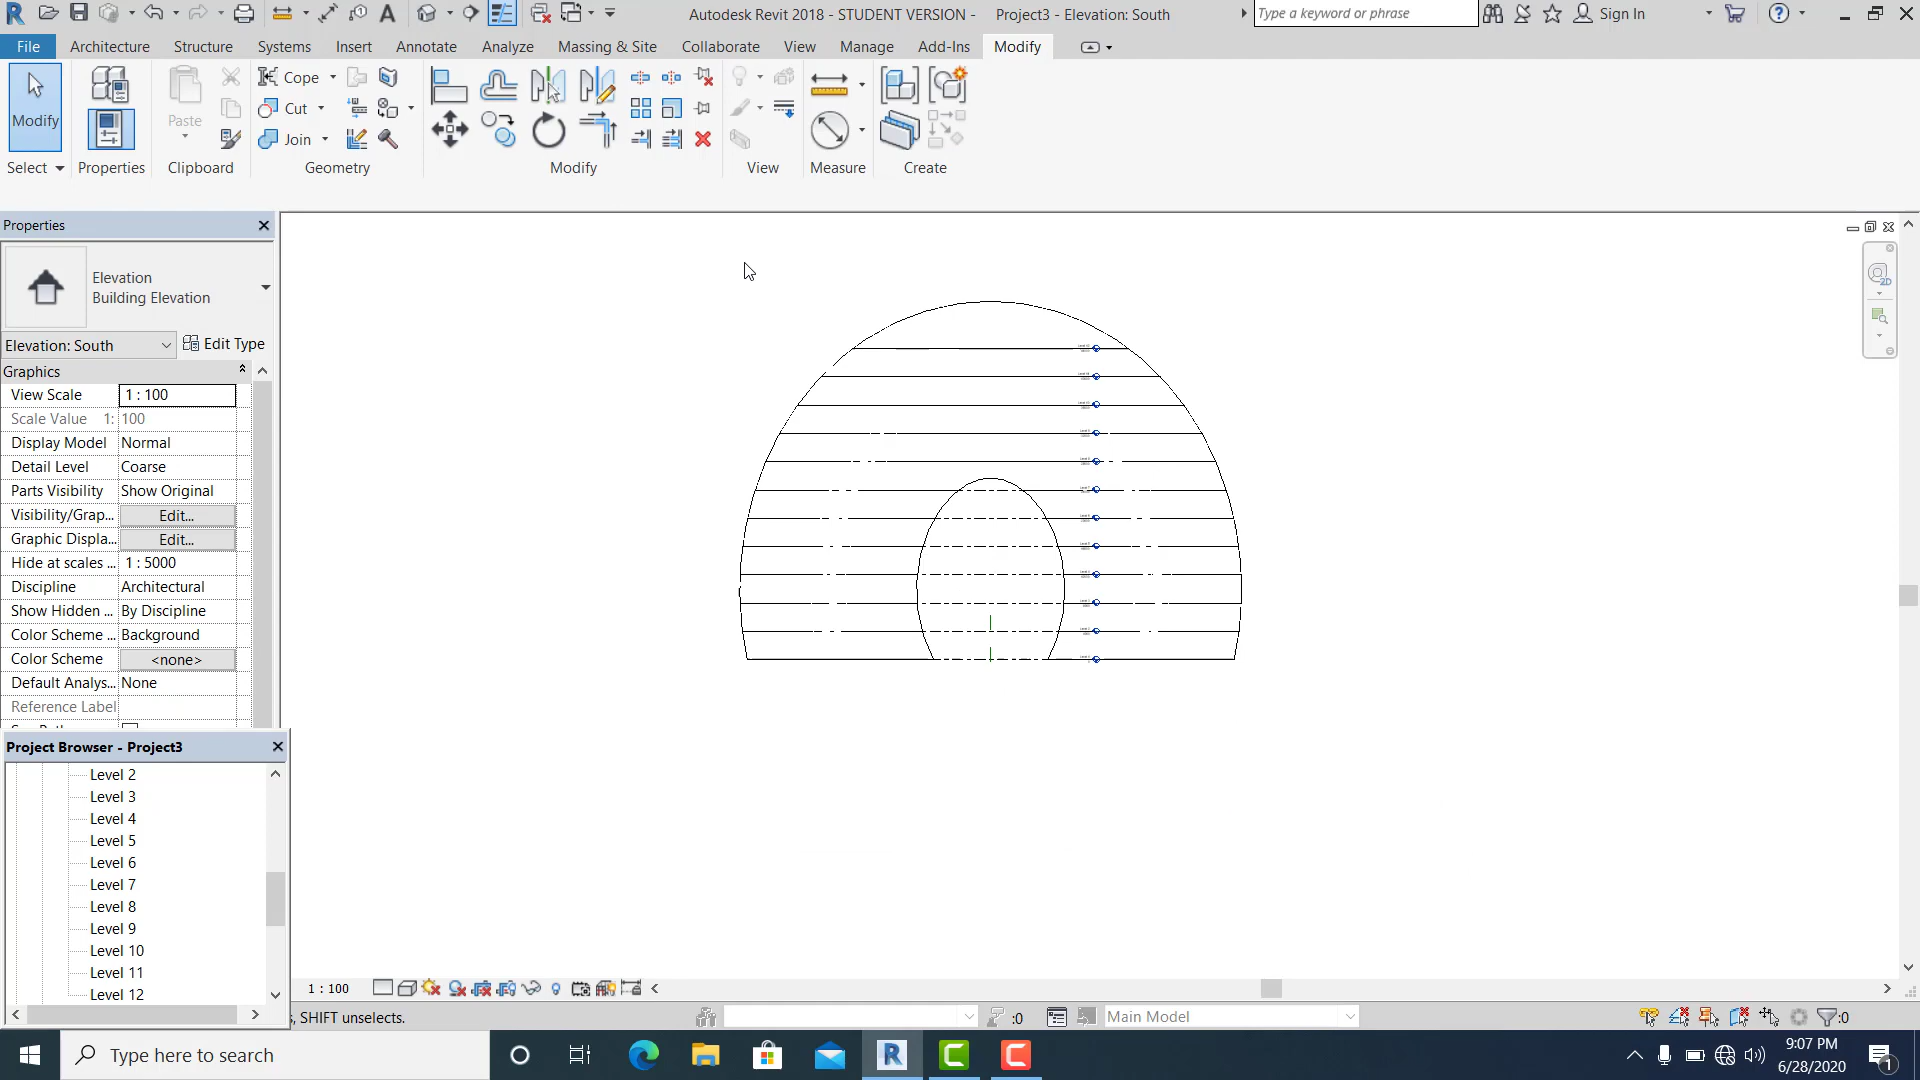 Autodesk Revit 2018 - STUDENT VERSION - Project3 - Elevation: South
Type a keyword or phrase
Sign In
File Architecture Structure Systems Insert Annotate Analyze Massing & Site Collaborate View Manage Add-Ins Modify
Modify
Paste
Cope
Cut
Join
Select Properties Clipboard Geometry Modify View Measure Create
Properties
Elevation
Building Elevation
Elevation: South
Edit Type
Graphics
View Scale 1 : 100
Scale Value 1: 100
Display Model Normal
Detail Level Coarse
Parts Visibility Show Original
Visibility/Grap... Edit...
Graphic Displa... Edit...
Hide at scales ... 1 : 5000
Discipline Architectural
Show Hidden ... By Discipline
Color Scheme ... Background
Color Scheme <none>
Default Analys... None
Reference Label
Project Browser - Project3
Level 2
Level 3
Level 4
Level 5
Level 6
Level 7
Level 8
Level 9
Level 10
Level 11
Level 12
1 : 100
s, SHIFT unselects.
:0
Main Model
:0
Type here to search
9:07 PM
6/28/2020
1
2D